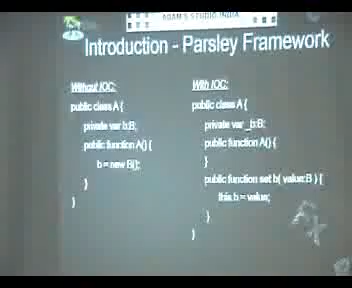 ADAM'S STUDIO INDIA
Introduction - Parsley Framework
Without IOC:
public class A {
private var b:B;
public function A() {
b = new B();
}
}
With IOC:
public class A {
private var _b:B;
public function A() {
}
public function set b( value:B ) {
this.b = value;
}
}